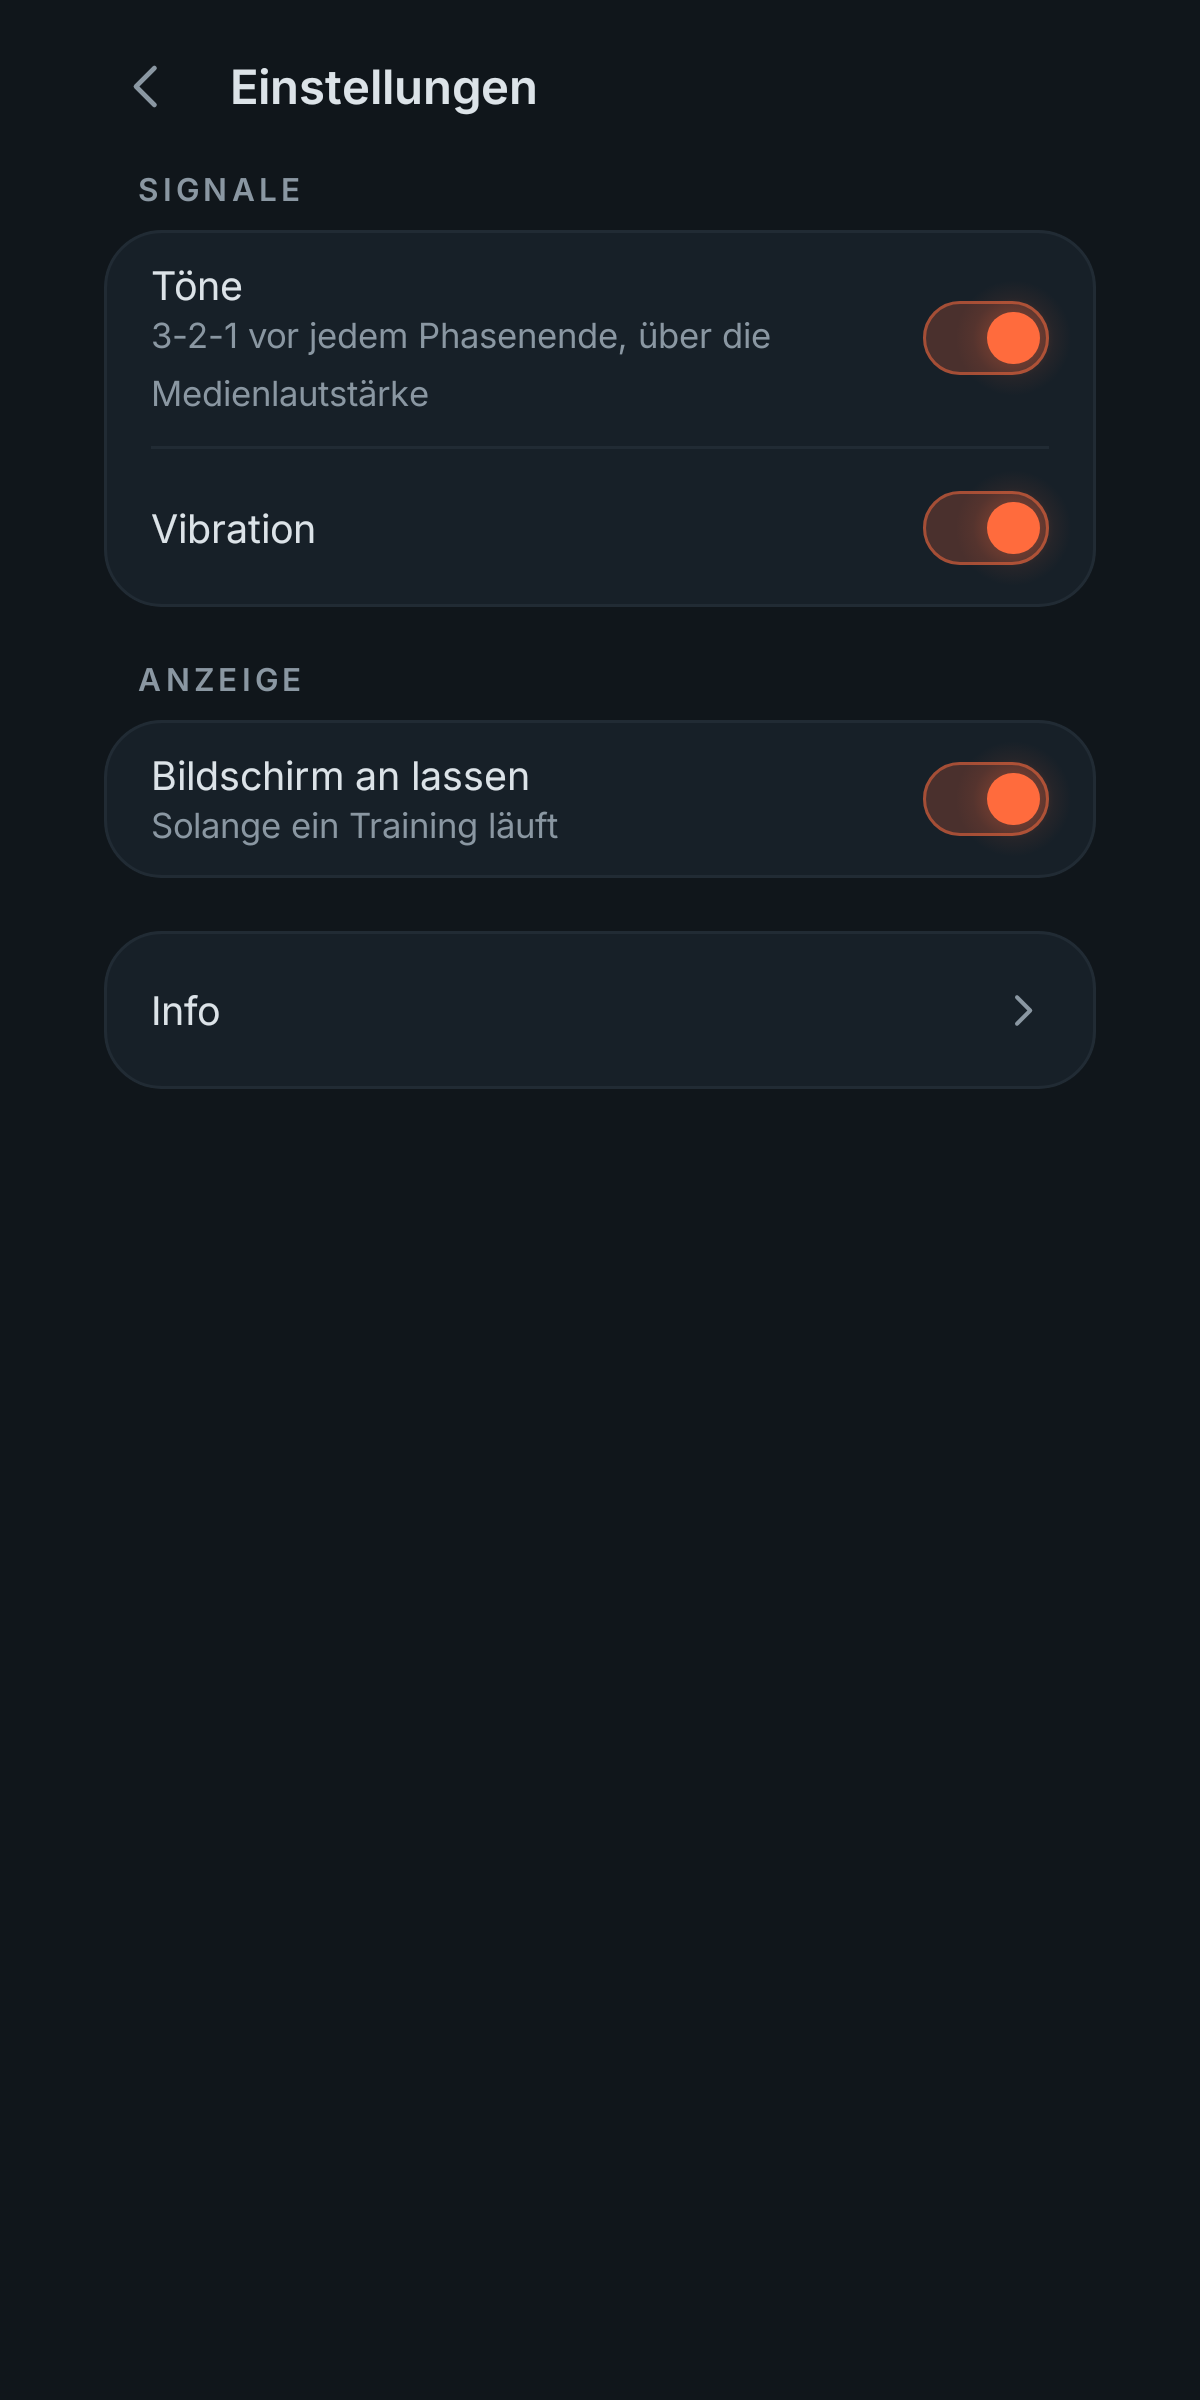 Einstellungen
SIGNALE
Töne
3-2-1 vor jedem Phasenende, über die
Medienlautstärke
Vibration
ANZEIGE
Bildschirm an lassen
Solange ein Training läuft
Info